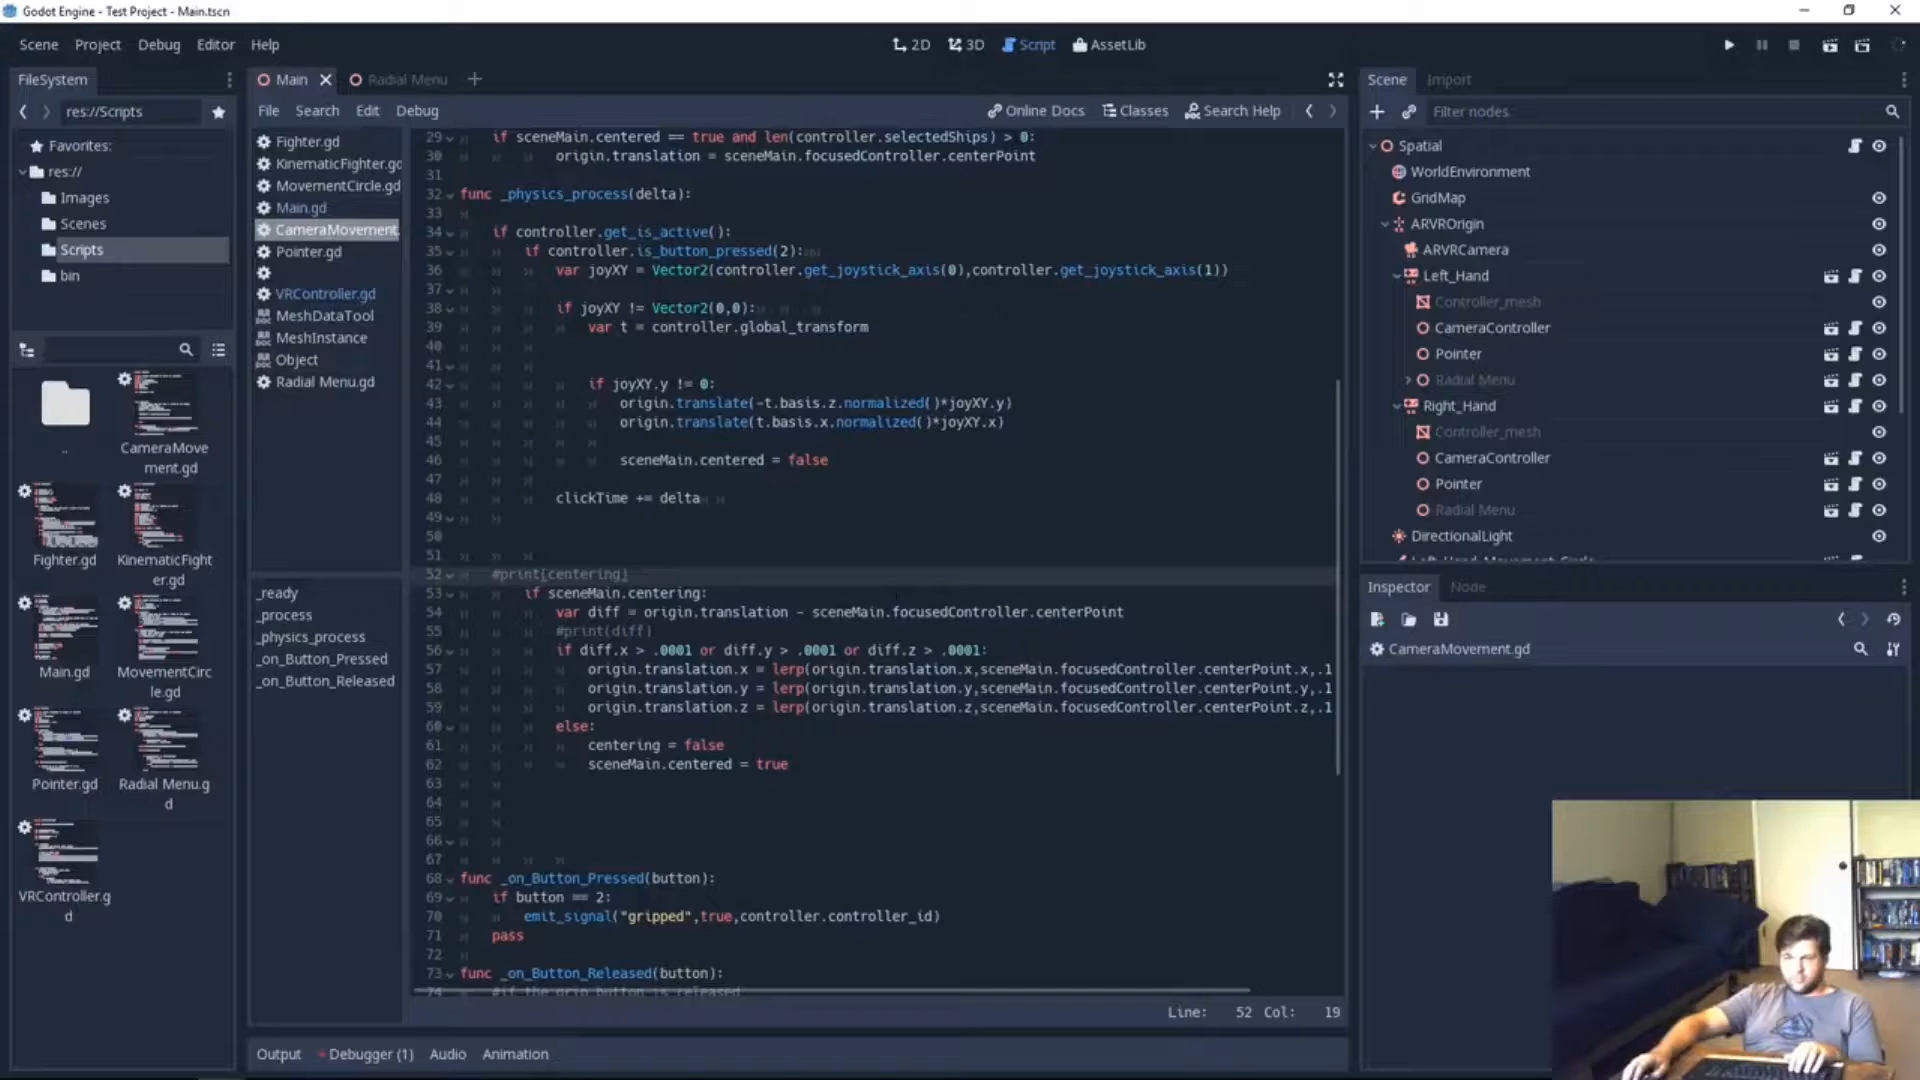 Godot Engine - Test Project - Main.tscn
Scene Project Debug Editor Help
2D 3D Script AssetLib
FileSystem
res://Scripts
Favorites:
res://
Images
Scenes
Scripts
bin
..
CameraMove
ment.gd
Fighter.gd
KinematicFight
er.gd
Main.gd
MovementCirc
le.gd
Pointer.gd
Radial Menu.g
d
VRController.g
d
Main Radial Menu
File Search Edit Debug
Online Docs Classes Search Help
Fighter.gd
KinematicFighter.gd
MovementCircle.gd
Main.gd
CameraMovement.
Pointer.gd
VRController.gd
MeshDataTool
MeshInstance
Object
Radial Menu.gd
_ready
_process
_physics_process
_on_Button_Pressed
_on_Button_Released
29 if sceneMain.centered == true and len(controller.selectedShips) > 0:
30 origin.translation = sceneMain.focusedController.centerPoint
31
32 func _physics_process(delta):
33
34 if controller.get_is_active():
35 if controller.is_button_pressed(2):
36 var joyXY = Vector2(controller.get_joystick_axis(0),controller.get_joystick_axis(1))
37
38 if joyXY != Vector2(0,0):
39 var t = controller.global_transform
40
41
42 if joyXY.y != 0:
43 origin.translate(-t.basis.z.normalized()*joyXY.y)
44 origin.translate(t.basis.x.normalized()*joyXY.x)
45
46 sceneMain.centered = false
47
48 clickTime += delta
49
50
51
52 #print(centering)
53 if sceneMain.centering:
54 var diff = origin.translation - sceneMain.focusedController.centerPoint
55 #print(diff)
56 if diff.x > .0001 or diff.y > .0001 or diff.z > .0001:
57 origin.translation.x = lerp(origin.translation.x,sceneMain.focusedController.centerPoint.x,.1
58 origin.translation.y = lerp(origin.translation.y,sceneMain.focusedController.centerPoint.y,.1
59 origin.translation.z = lerp(origin.translation.z,sceneMain.focusedController.centerPoint.z,.1
60 else:
61 centering = false
62 sceneMain.centered = true
63
64
65
66
67
68 func _on_Button_Pressed(button):
69 if button == 2:
70 emit_signal("gripped",true,controller.controller_id)
71 pass
72
73 func _on_Button_Released(button):
74 #if the grip button is released
Line: 52 Col: 19
Output Debugger (1) Audio Animation
Scene Import
Filter nodes
Spatial
WorldEnvironment
GridMap
ARVROrigin
ARVRCamera
Left_Hand
Controller_mesh
CameraController
Pointer
Radial Menu
Right_Hand
Controller_mesh
CameraController
Pointer
Radial Menu
DirectionalLight
Left_Hand_Movement_Circle
Inspector Node
CameraMovement.gd